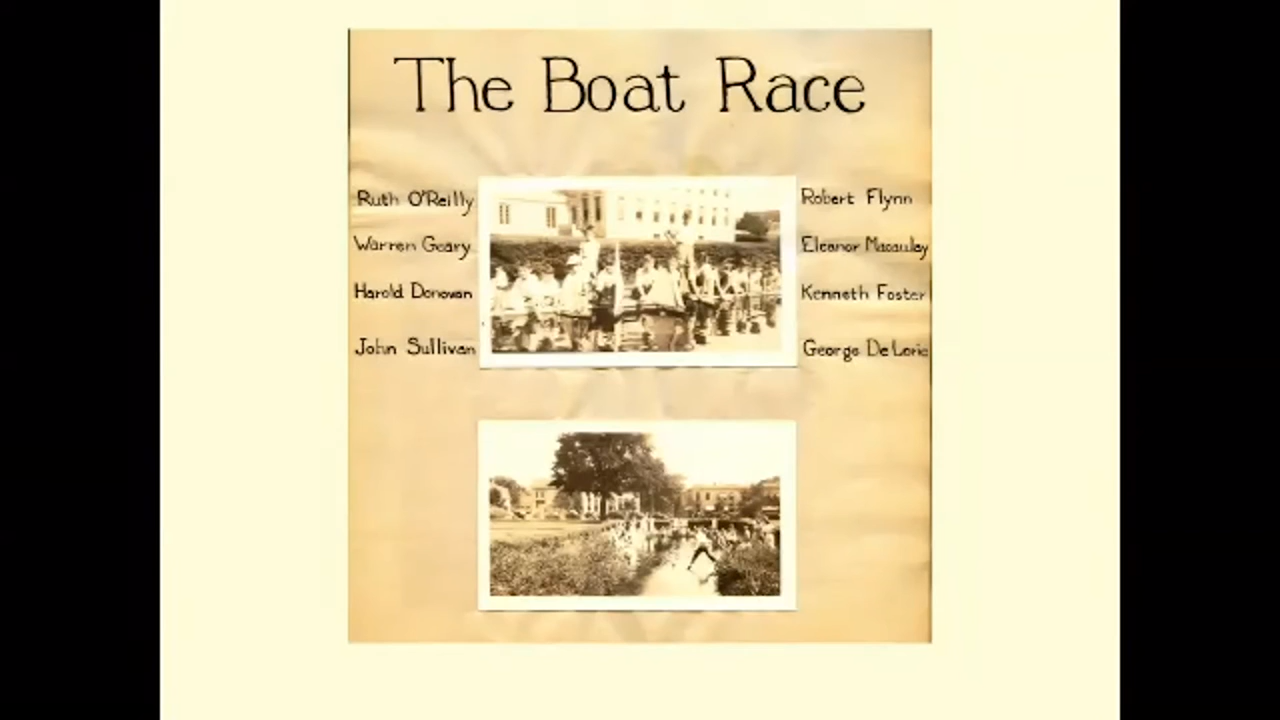 The Boat Race
Ruth O'Reilly
Warren Geary
Harold Donovan
John Sullivan
Robert Flynn
Eleanor Macaulay
Kenneth Foster
George De Lorie